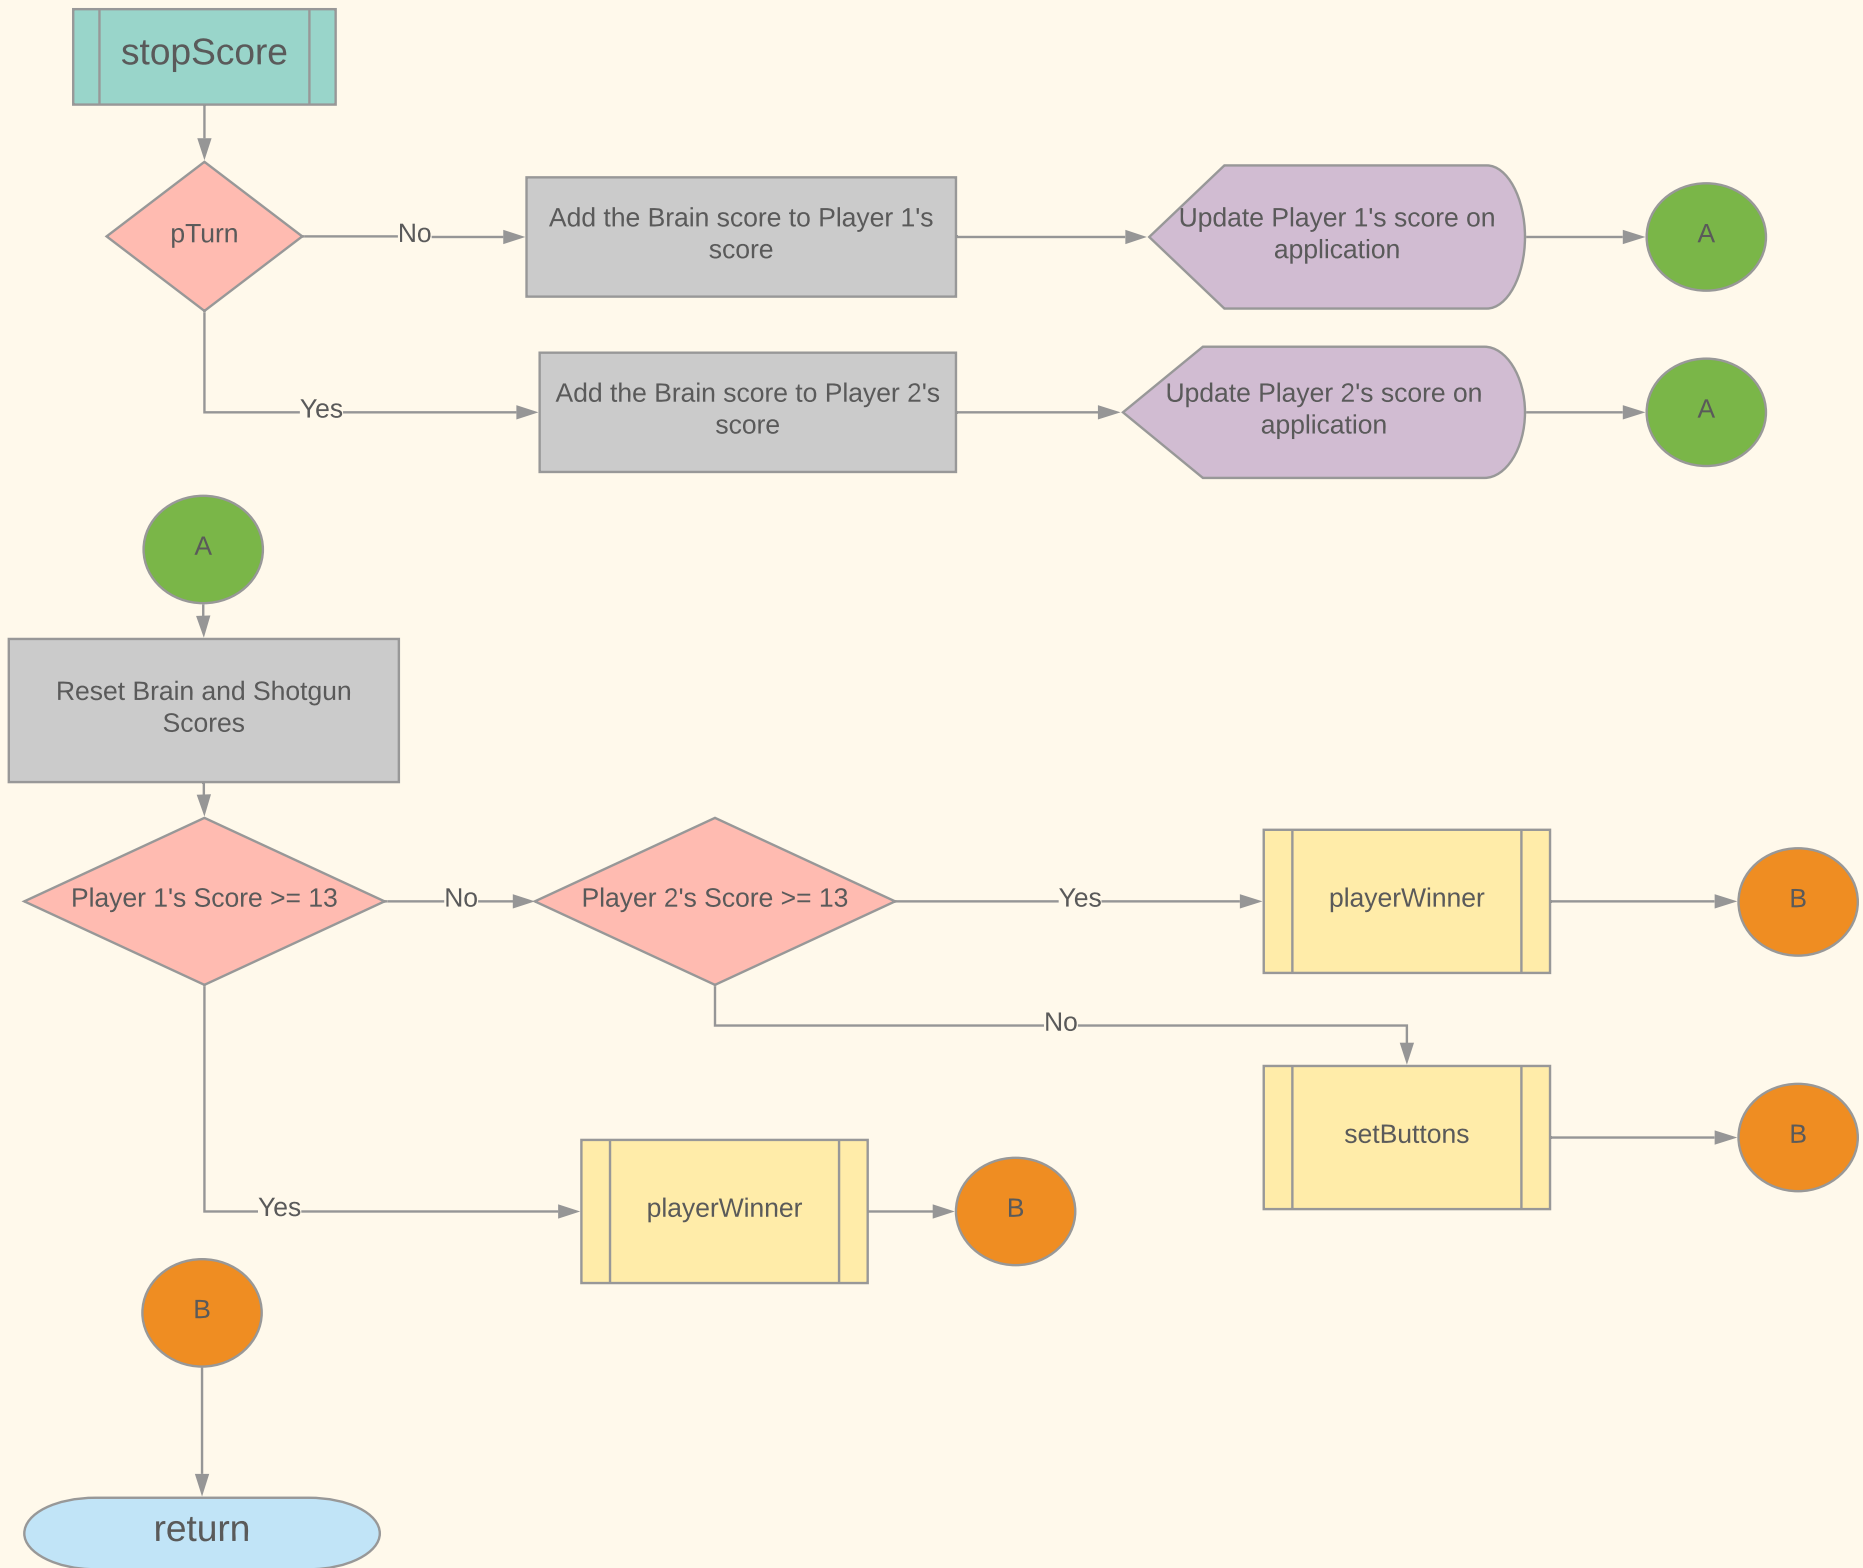 stopScore
pTurn
No
Add the Brain score to Player 1's
score
Update Player 1's score on
application
A
Yes
Add the Brain score to Player 2's
score
Update Player 2's score on
application
A
A
Reset Brain and Shotgun
Scores
Player 1's Score >= 13
No
Player 2's Score >= 13
Yes
playerWinner
B
No
setButtons
B
Yes
playerWinner
B
B
return